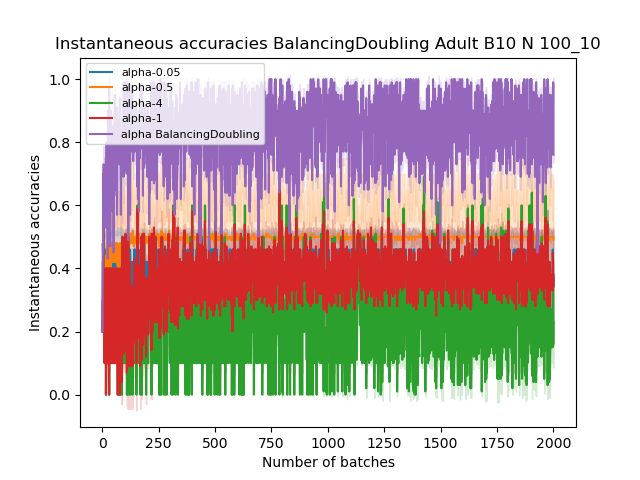 Instantaneous accuracies BalancingDoubling Adult B10 N 100_10
alpha-0.05
alpha-0.5
alpha-4
alpha-1
alpha BalancingDoubling
1.0
0.8
0.6
0.4
0.2
0.0
Instantaneous accuracies
0
250
500
750
1000
1250
1500
1750
2000
Number of batches